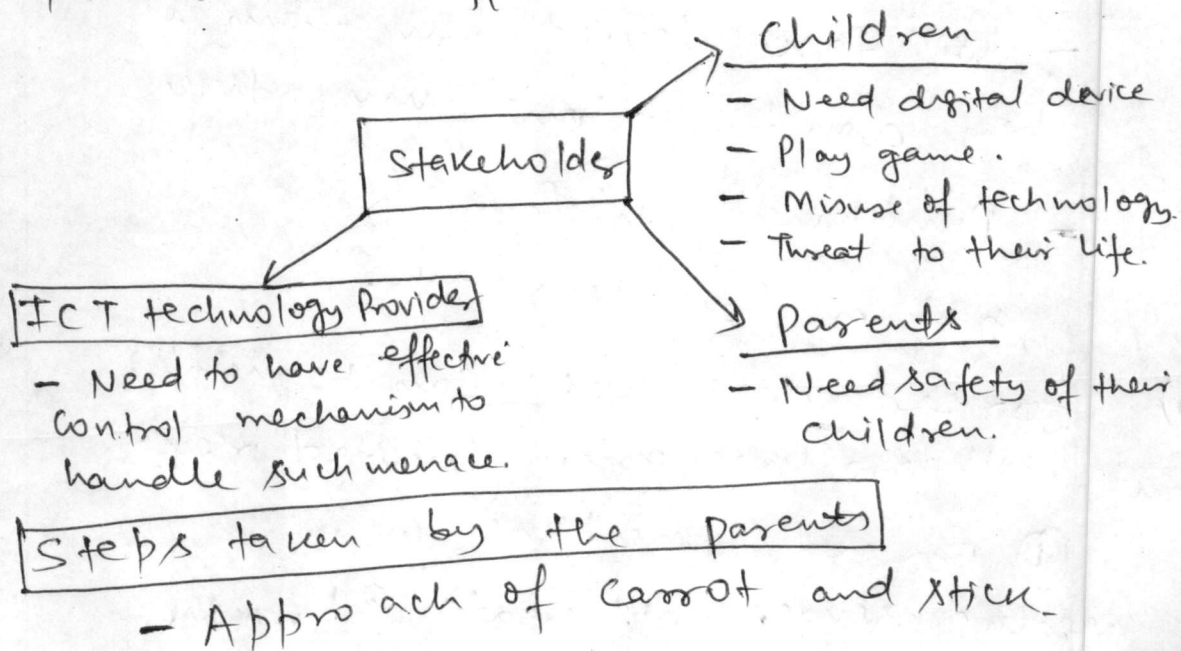 Children
- Need digital device
- Play game.
- Misuse of technology.
- Threat to their life.
Stakeholder
ICT technology Provider
- Need to have effective
control mechanism to
handle such menace.
Parents
- Need safety of their
children.
Steps taken by the parents
- Approach of carrot and stick